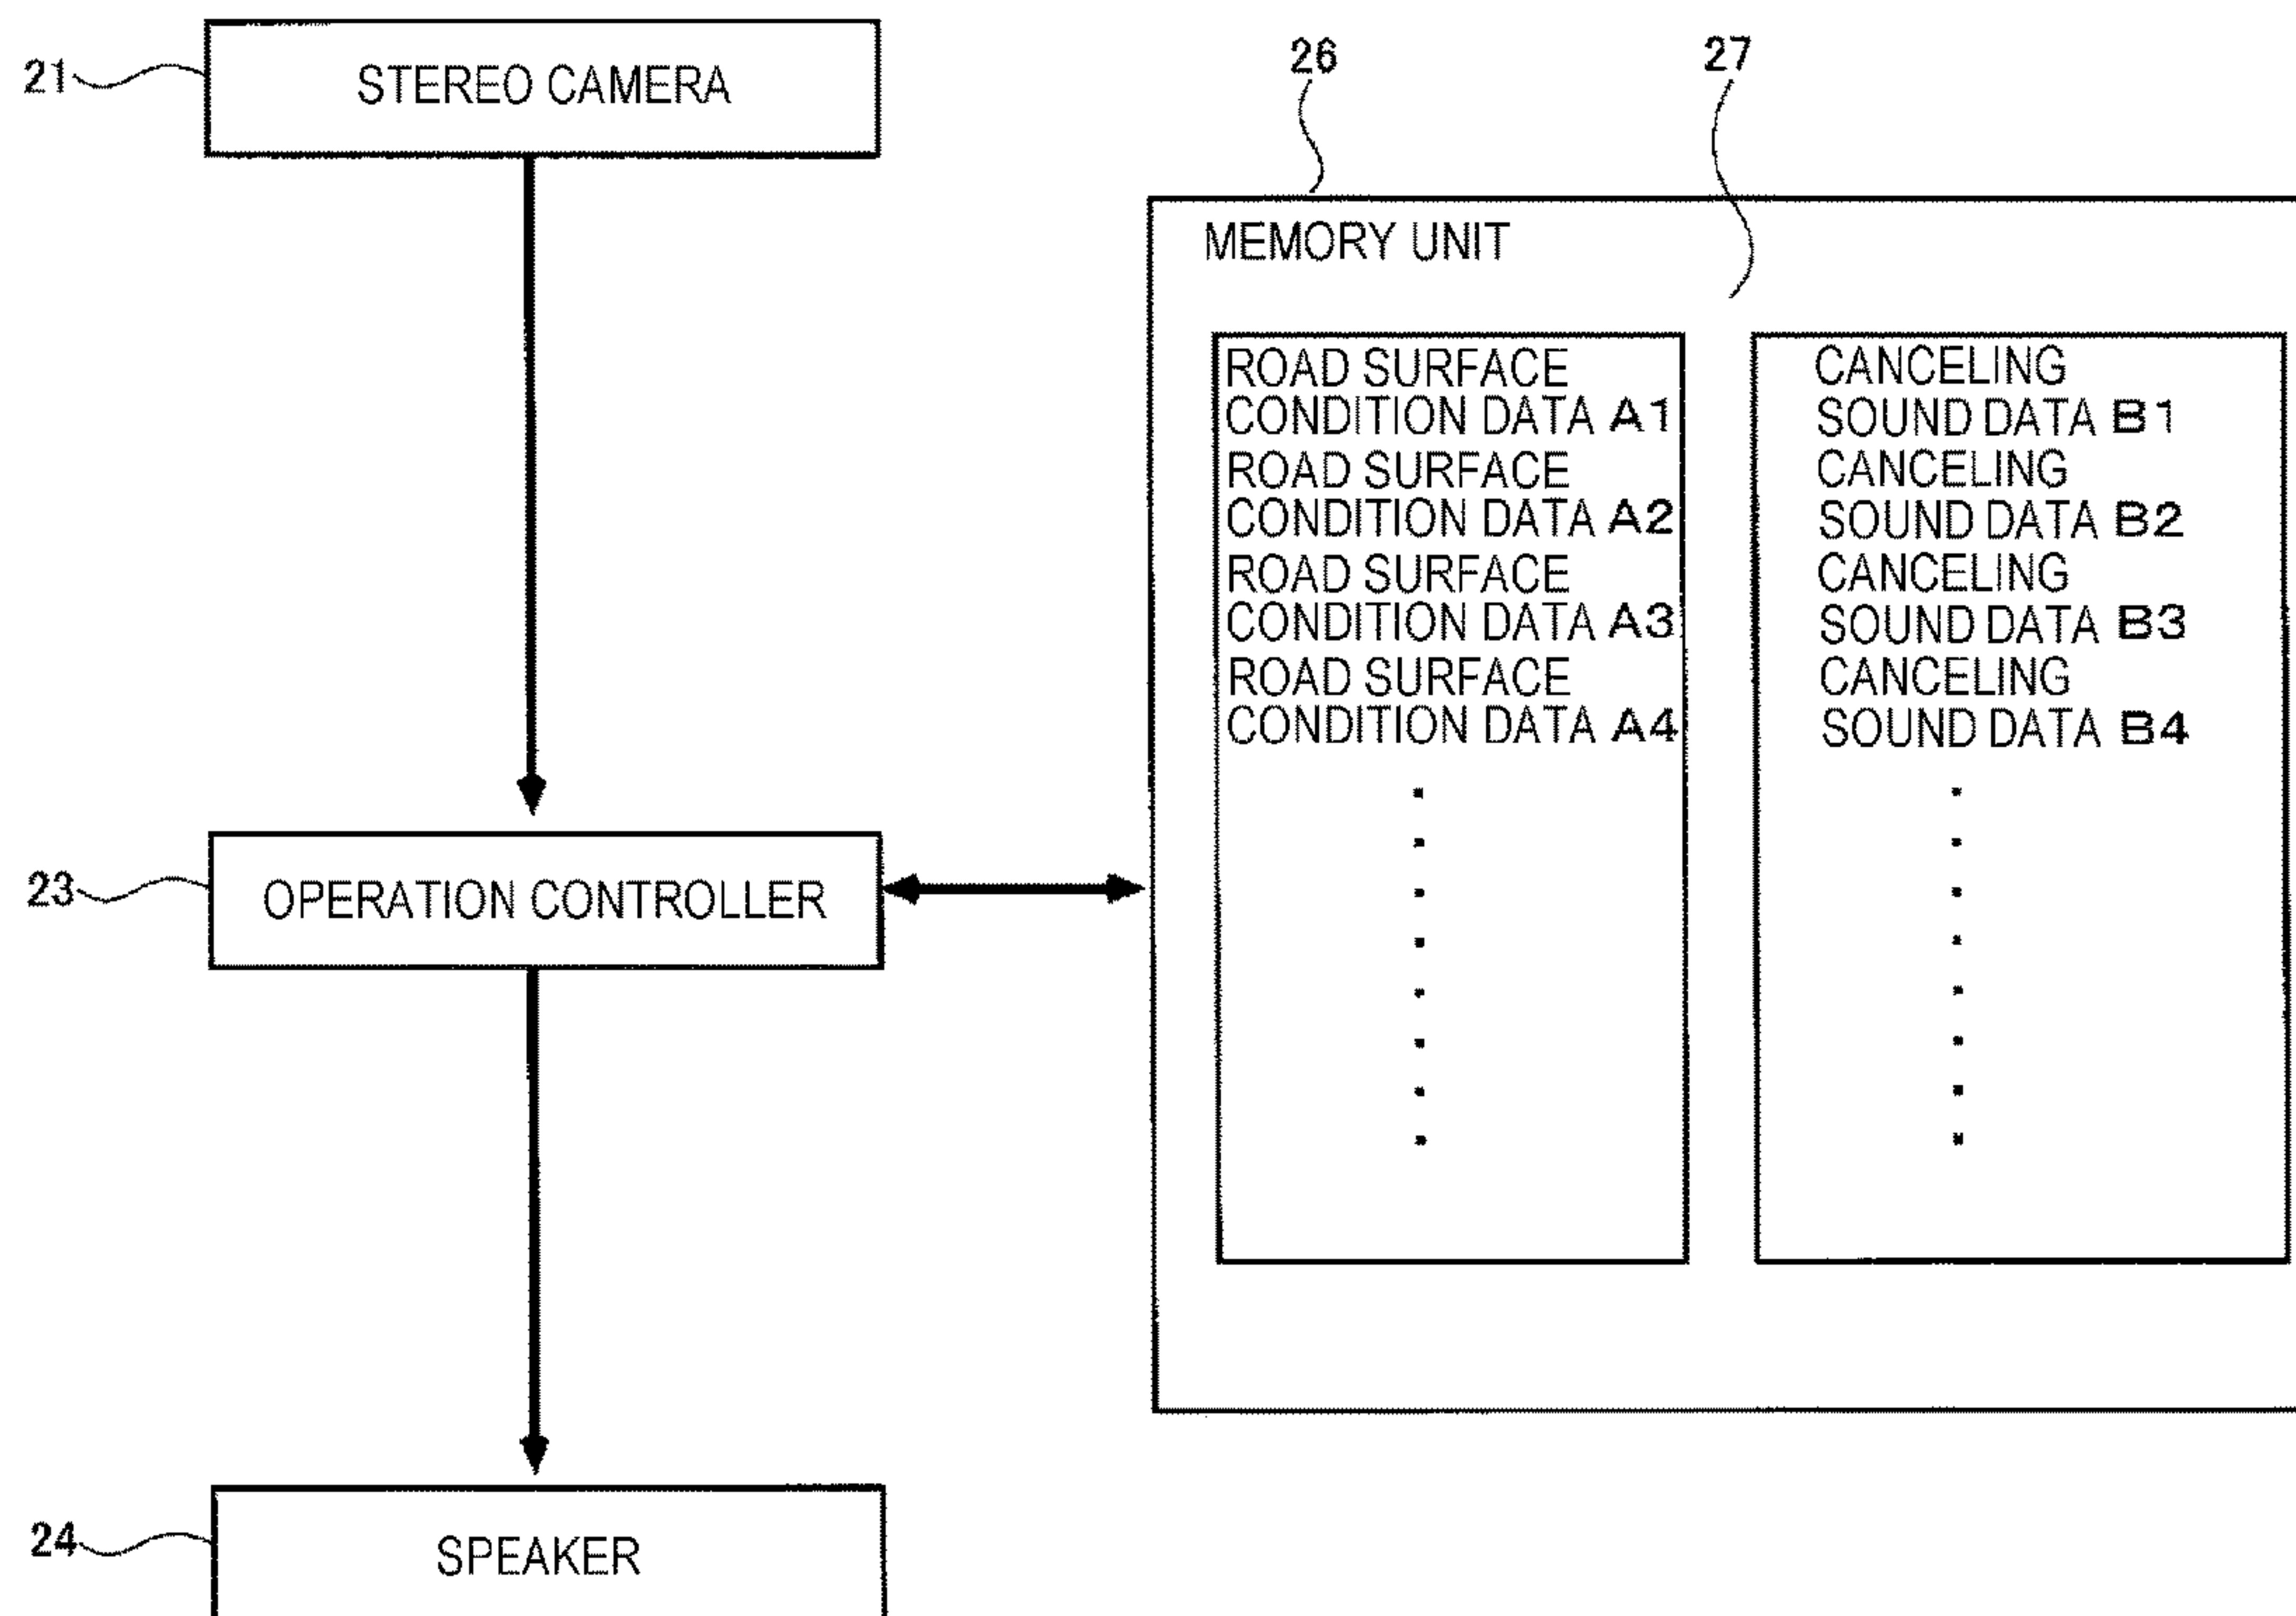 21
STEREO CAMERA
26
27
MEMORY UNIT
ROAD SURFACE
CONDITION DATA A1
ROAD SURFACE
CONDITION DATA A2
ROAD SURFACE
CONDITION DATA A3
ROAD SURFACE
CONDITION DATA A4
CANCELING
SOUND DATA B1
CANCELING
SOUND DATA B2
CANCELING
SOUND DATA B3
CANCELING
SOUND DATA B4
23
OPERATION CONTROLLER
24
SPEAKER